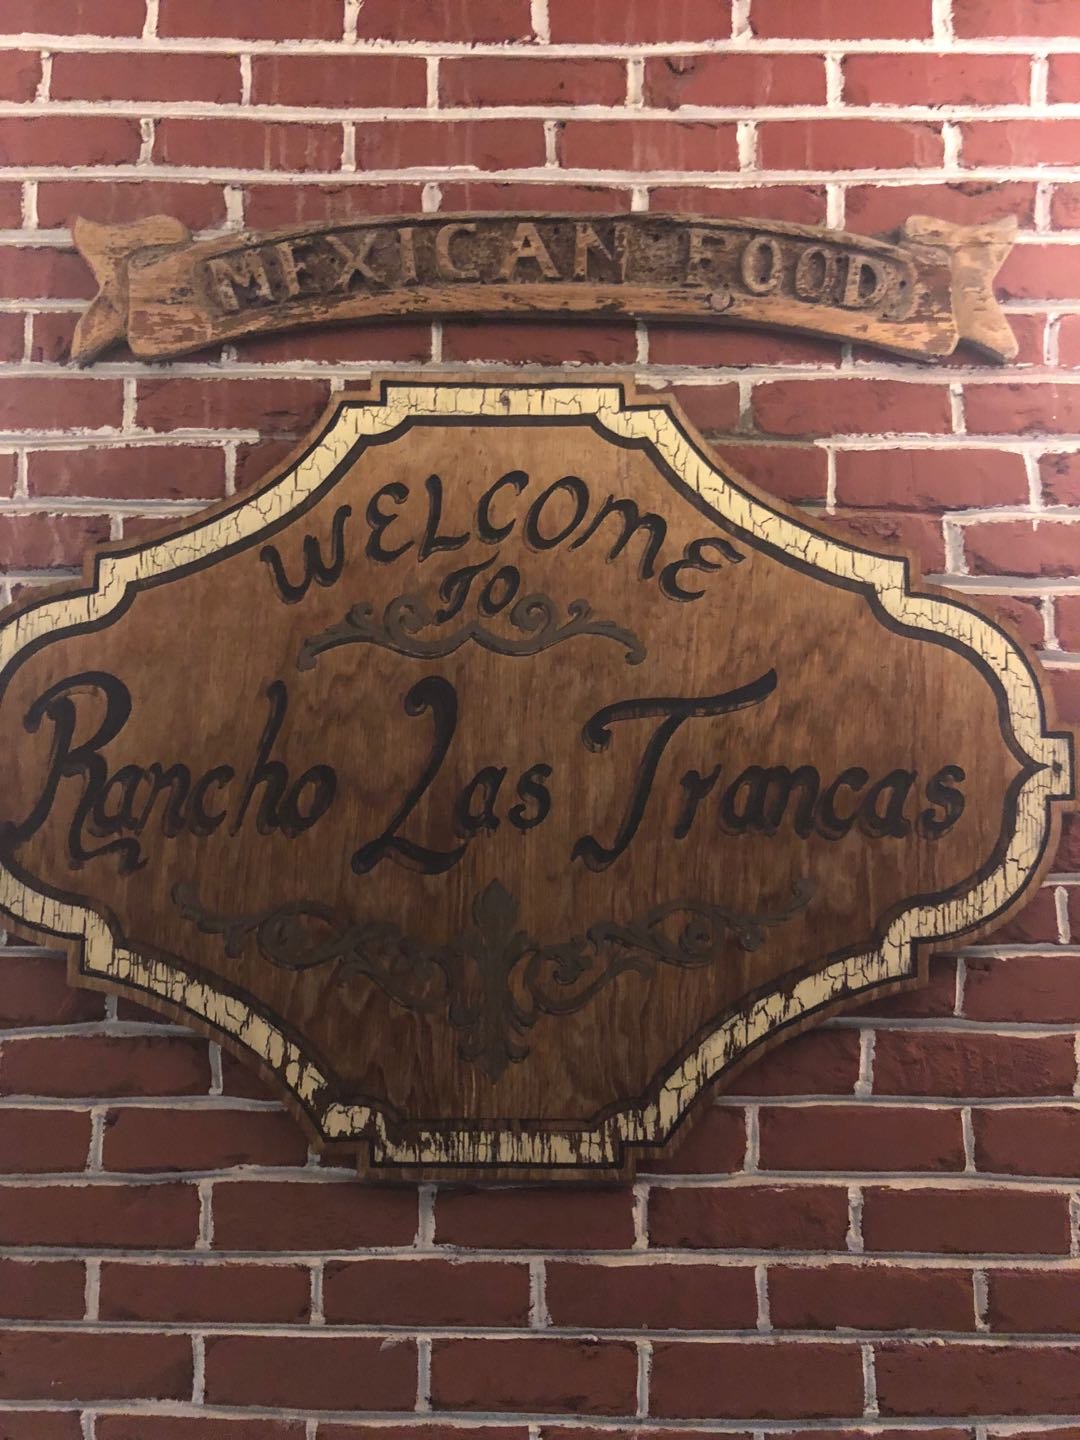 MEXICAN FOOD
WELCOME
TO
Rancho Las Trancas